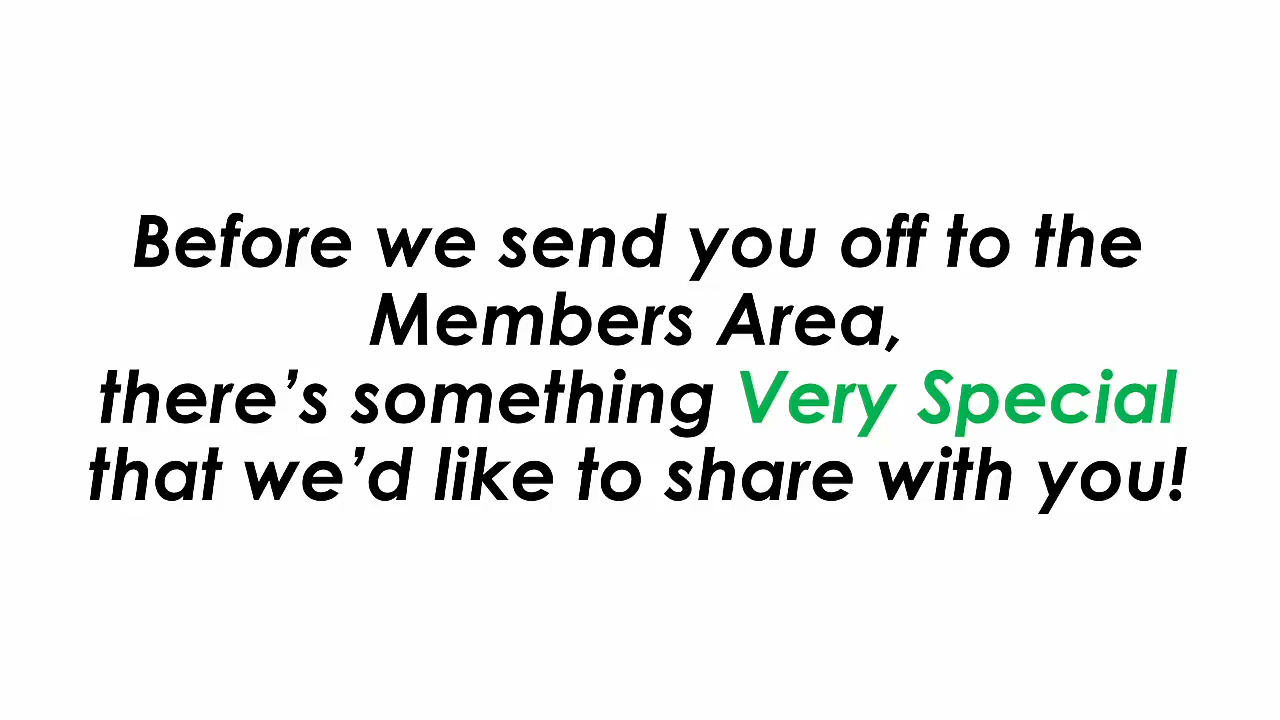 Before we send you off to the
Members Area,
there’s something Very Special
that we’d like to share with you!